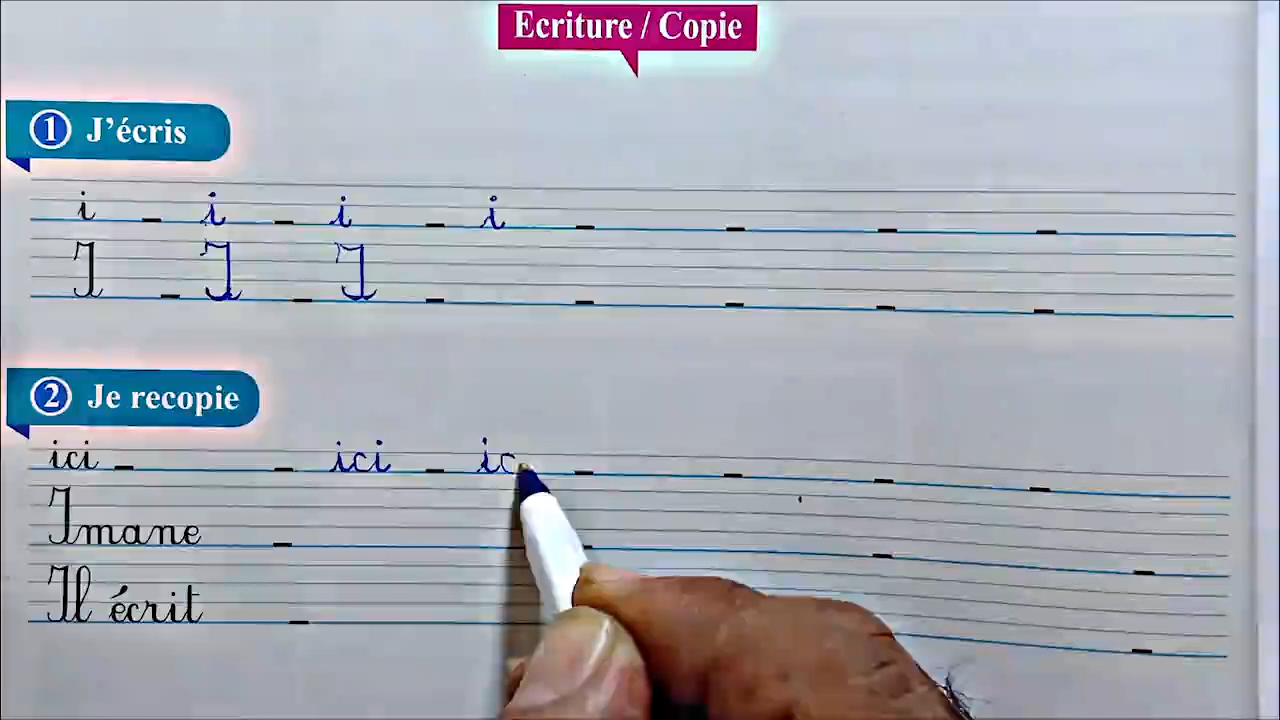 Ecriture / Copie
1 J'écris
i - i - i - i - - - -
I - I - I - - - - -
2 Je recopie
ici - - ici - ic - - - -
Imane - - - -
Il écrit - -